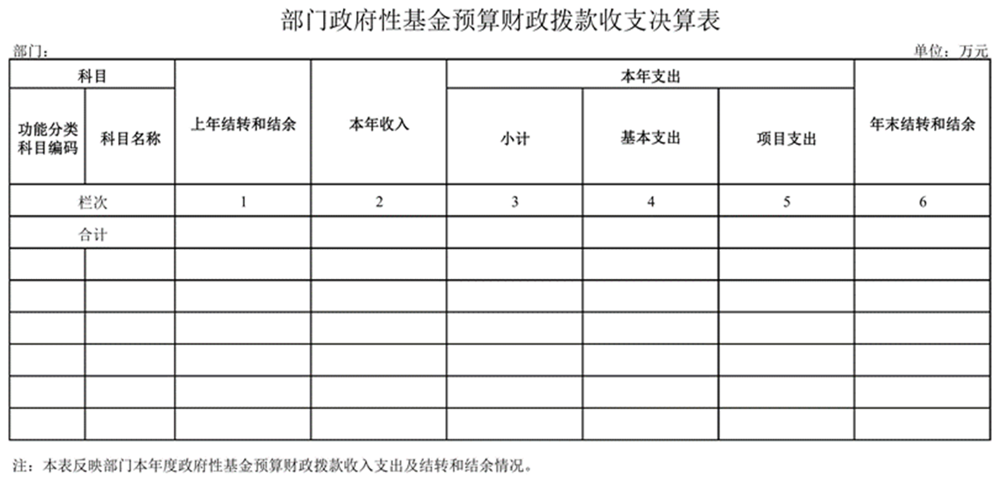 部门政府性基金预算财政拨款收支决算表
部门： 单位：万元
科目 上年结转和结余 本年收入 本年支出 年末结转和结余
功能分类科目编码 科目名称 小计 基本支出 项目支出
栏次 1 2 3 4 5 6
合计
注：本表反映部门本年度政府性基金预算财政拨款收入支出及结转和结余情况。